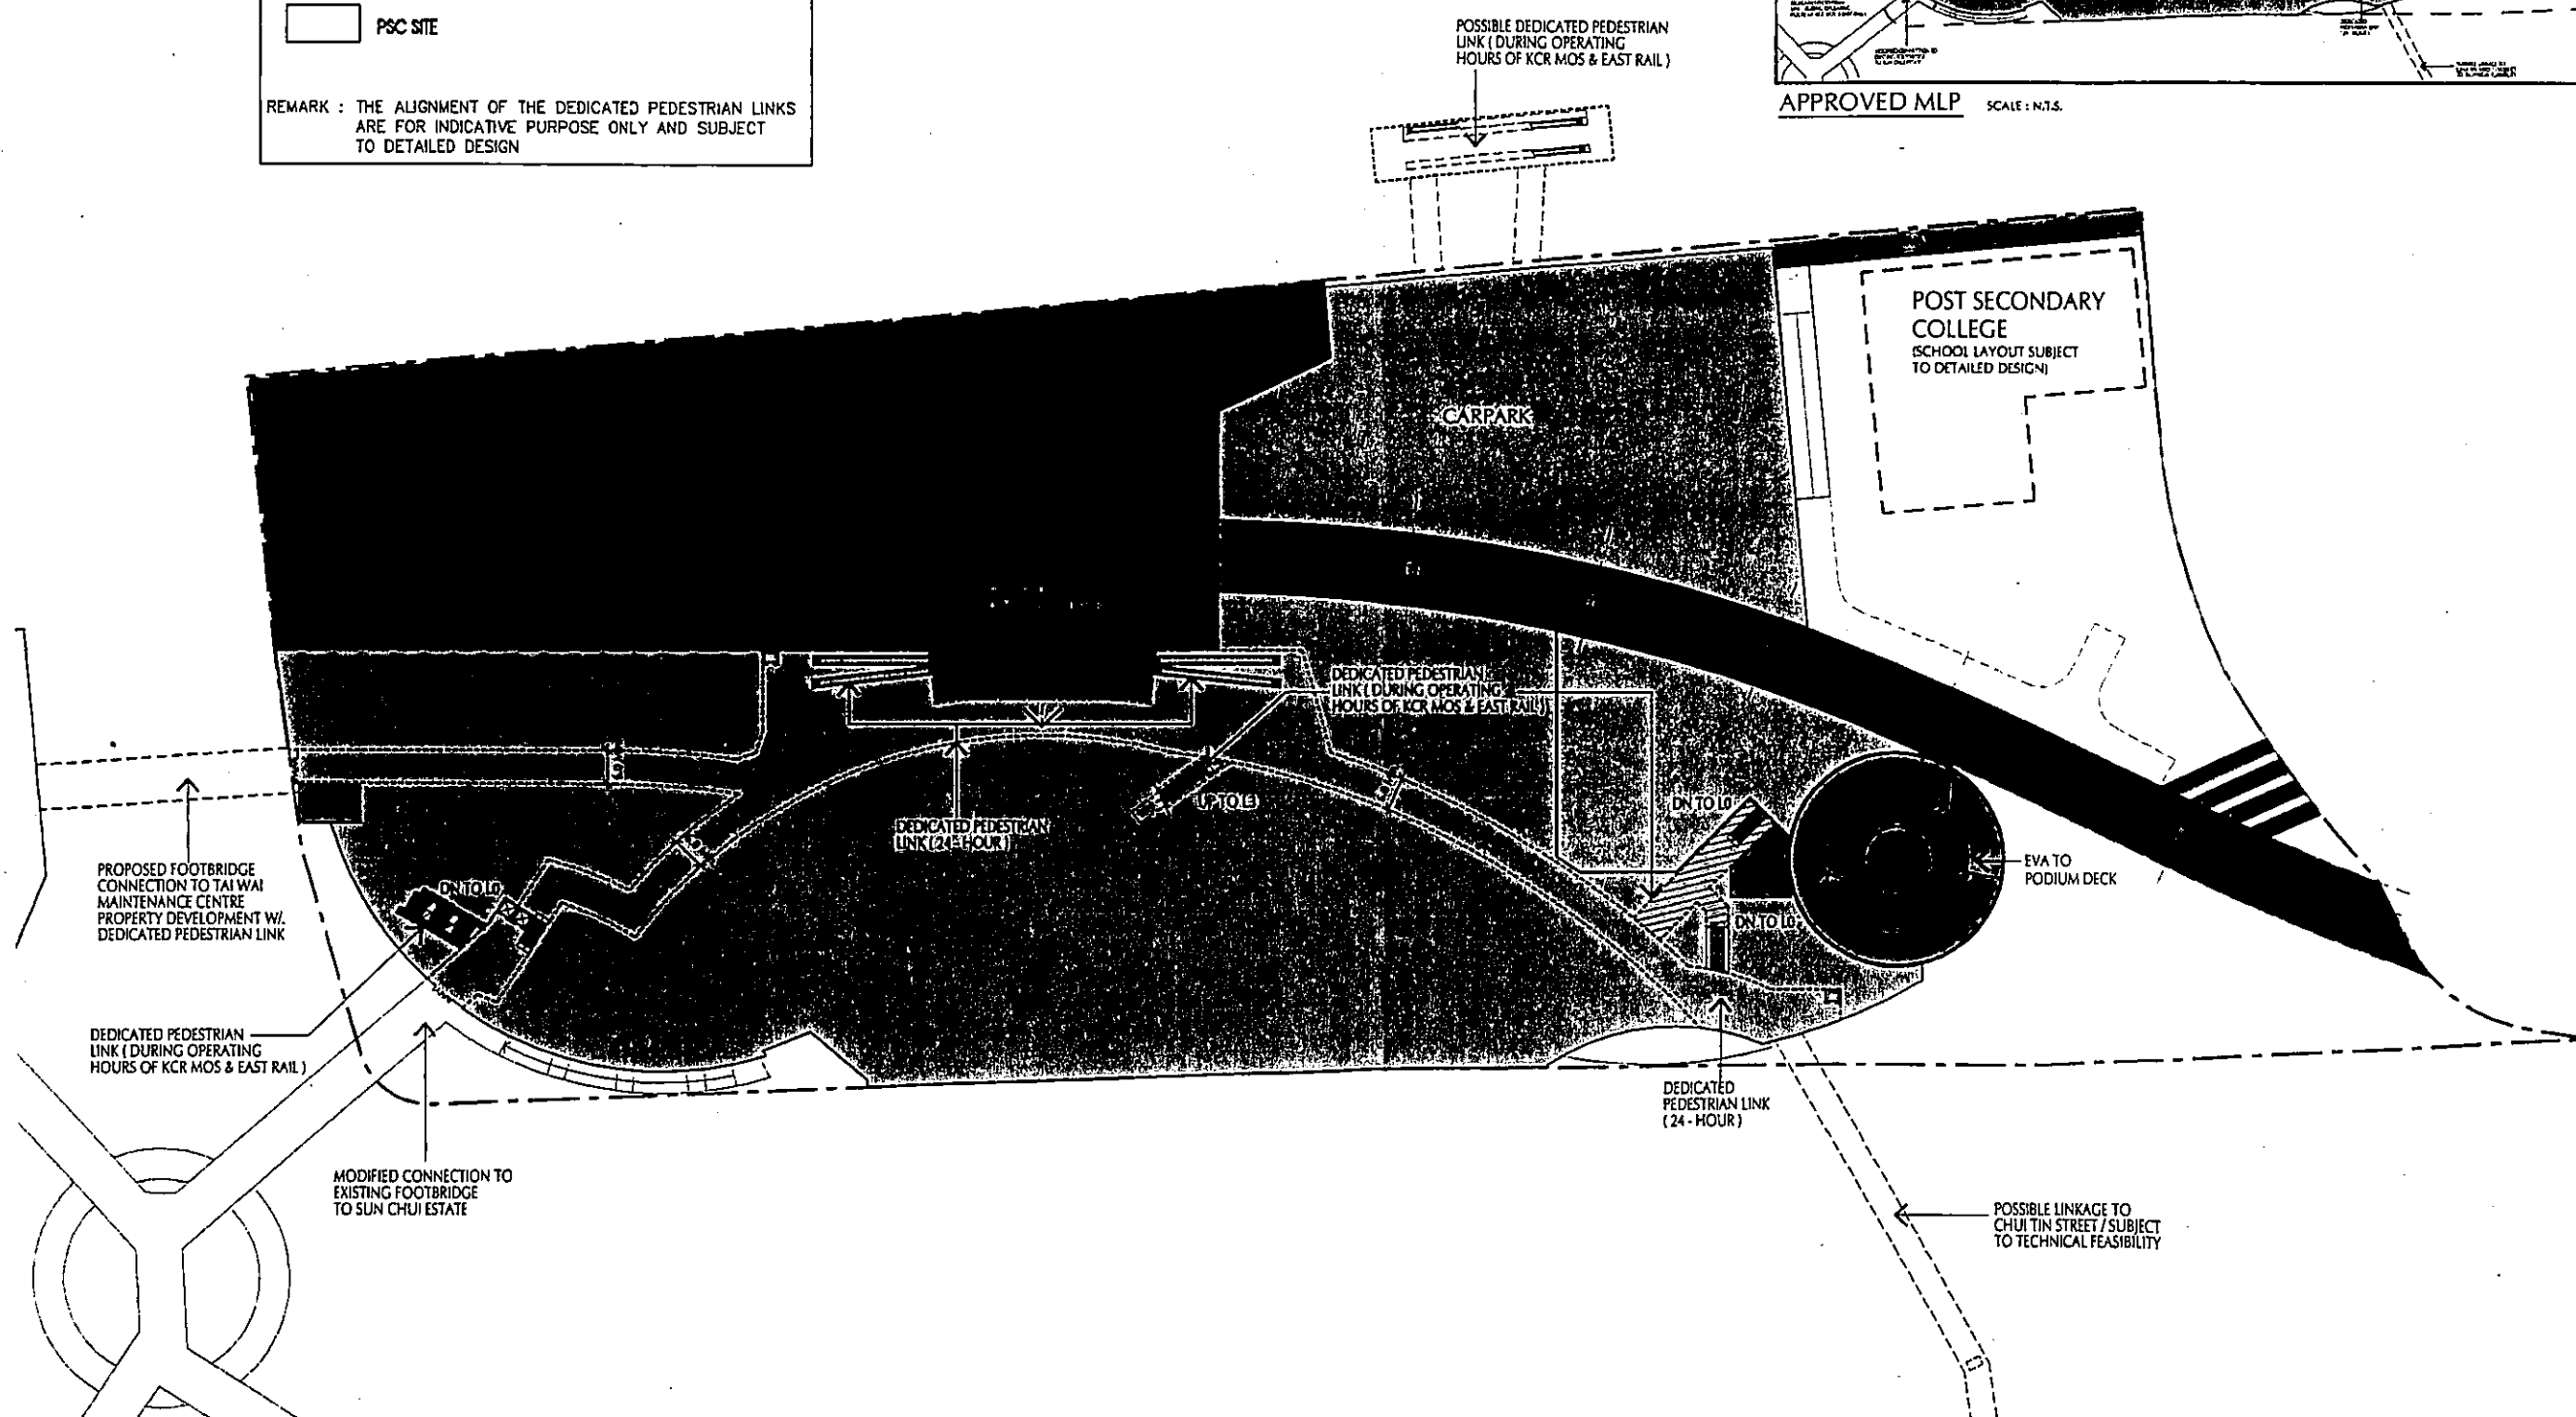 PSC SITE
REMARK : THE ALIGNMENT OF THE DEDICATED PEDESTRIAN LINKS
ARE FOR INDICATIVE PURPOSE ONLY AND SUBJECT
TO DETAILED DESIGN
POSSIBLE DEDICATED PEDESTRIAN
LINK ( DURING OPERATING
HOURS OF KCR MOS & EAST RAIL )
APPROVED MLP SCALE : N.T.S.
POST SECONDARY
COLLEGE
(SCHOOL LAYOUT SUBJECT
TO DETAILED DESIGN)
CARPARK
DEDICATED PEDESTRIAN
LINK ( DURING OPERATING
HOURS OF KCR MOS & EAST RAIL )
UP TO L3
DN TO L0
DEDICATED PEDESTRIAN
LINK ( 24 - HOUR )
EVA TO
PODIUM DECK
DN TO L0
DN TO L0
PROPOSED FOOTBRIDGE
CONNECTION TO TAI WAI
MAINTENANCE CENTRE
PROPERTY DEVELOPMENT W/.
DEDICATED PEDESTRIAN LINK
DEDICATED PEDESTRIAN
LINK ( DURING OPERATING
HOURS OF KCR MOS & EAST RAIL )
DEDICATED
PEDESTRIAN LINK
( 24 - HOUR )
MODIFIED CONNECTION TO
EXISTING FOOTBRIDGE
TO SUN CHUI ESTATE
POSSIBLE LINKAGE TO
CHUI TIN STREET / SUBJECT
TO TECHNICAL FEASIBILITY